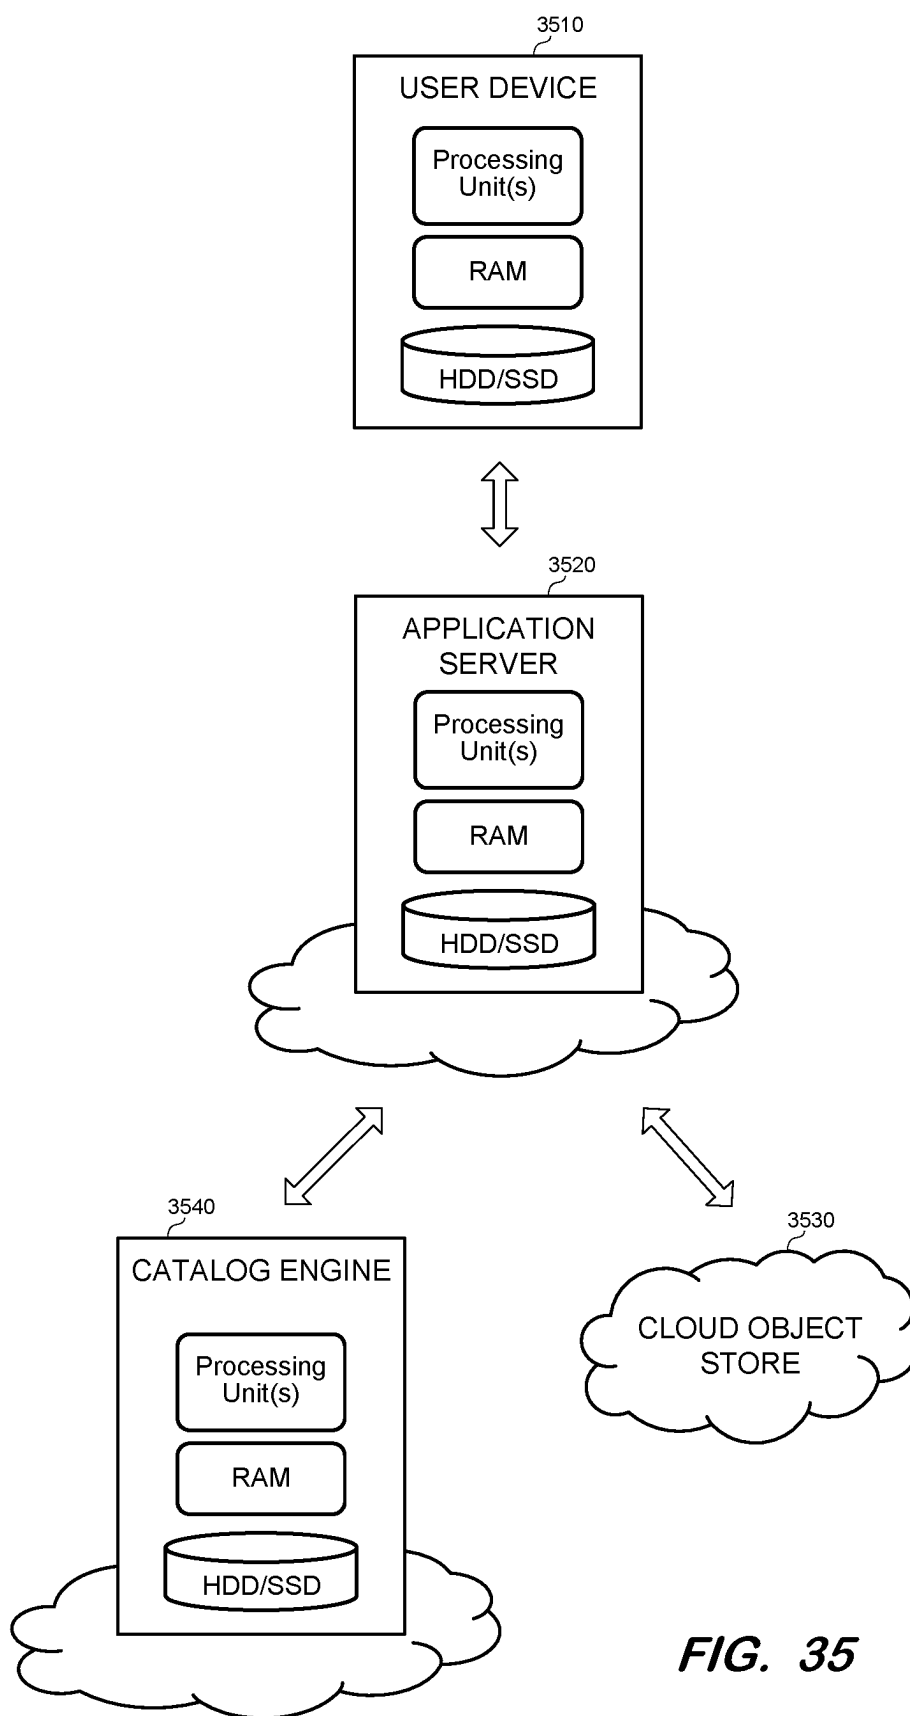 3510
USER DEVICE
Processing
Unit(s)
RAM
HDD/SSD
3520
APPLICATION
SERVER
Processing
Unit(s)
RAM
HDD/SSD
3540
CATALOG ENGINE
Processing
Unit(s)
RAM
HDD/SSD
3530
CLOUD OBJECT
STORE
FIG. 35